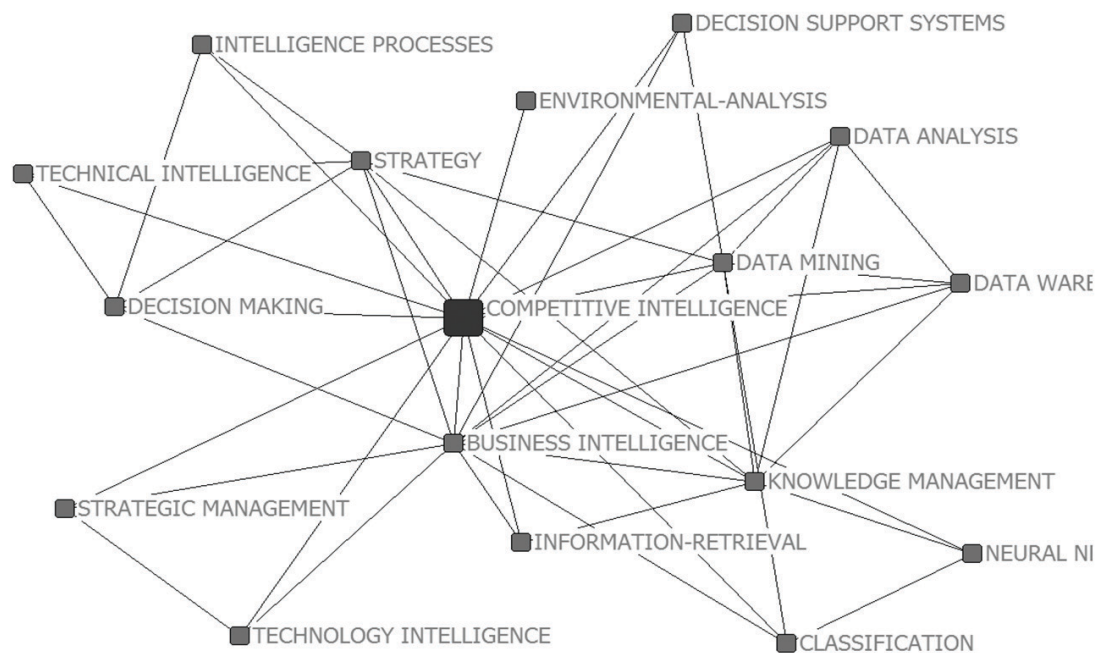 DECISION SUPPORT SYSTEMS
INTELLIGENCE PROCESSES
ENVIRONMENTAL-ANALYSIS
DATA ANALYSIS
STRATEGY
TECHNICAL INTELLIGENCE
DATA MINING
DATA WARE
DECISION MAKING
COMPETITIVE INTELLIGENCE
BUSINESS INTELLIGENCE
KNOWLEDGE MANAGEMENT
STRATEGIC MANAGEMENT
INFORMATION-RETRIEVAL
NEURAL
TECHNOLOGY INTELLIGENCE
CLASSIFICATION